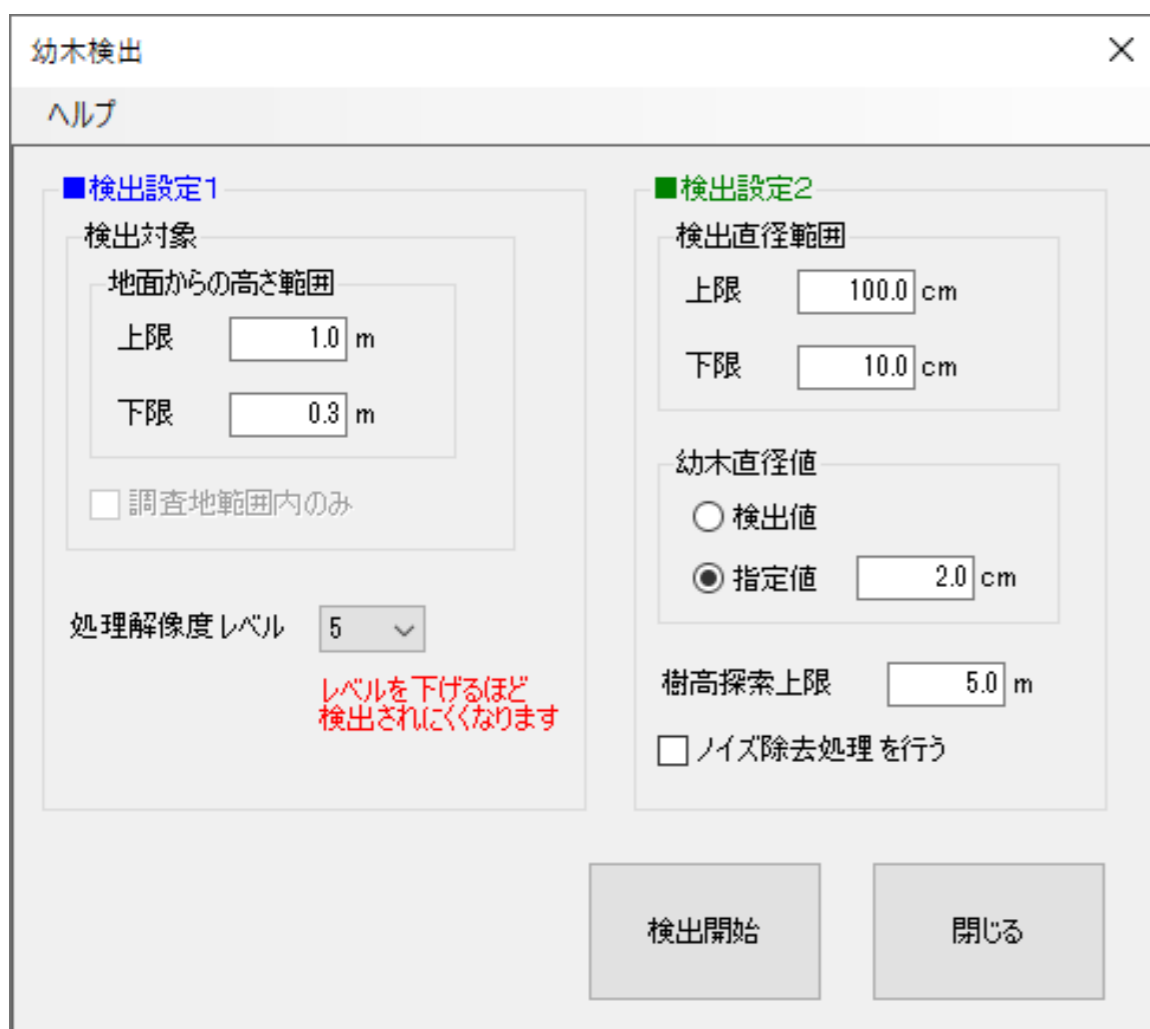 幼木検出
ヘルプ
■検出設定1
検出対象
地面からの高さ範囲
上限 1.0 m
下限 0.3 m
調査地範囲内のみ
処理解像度レベル 5
レベルを下げるほど
検出されにくくなります
■検出設定2
検出直径範囲
上限 100.0 cm
下限 10.0 cm
幼木直径値
検出値
指定値 2.0 cm
樹高探索上限 5.0 m
ノイズ除去処理を行う
検出開始
閉じる